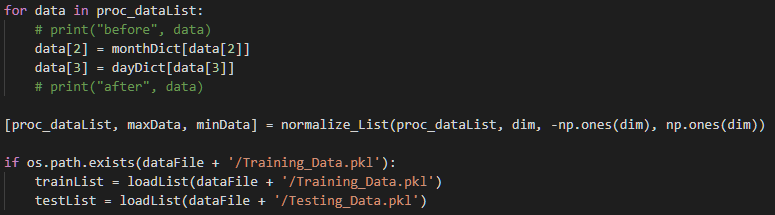 for data in proc_dataList:
    # print("before", data)
    data[2] = monthDict[data[2]]
    data[3] = dayDict[data[3]]
    # print("after", data)

[proc_dataList, maxData, minData] = normalize_List(proc_dataList, dim, -np.ones(dim), np.ones(dim))

if os.path.exists(dataFile + '/Training_Data.pkl'):
    trainList = loadList(dataFile + '/Training_Data.pkl')
    testList = loadList(dataFile + '/Testing_Data.pkl')